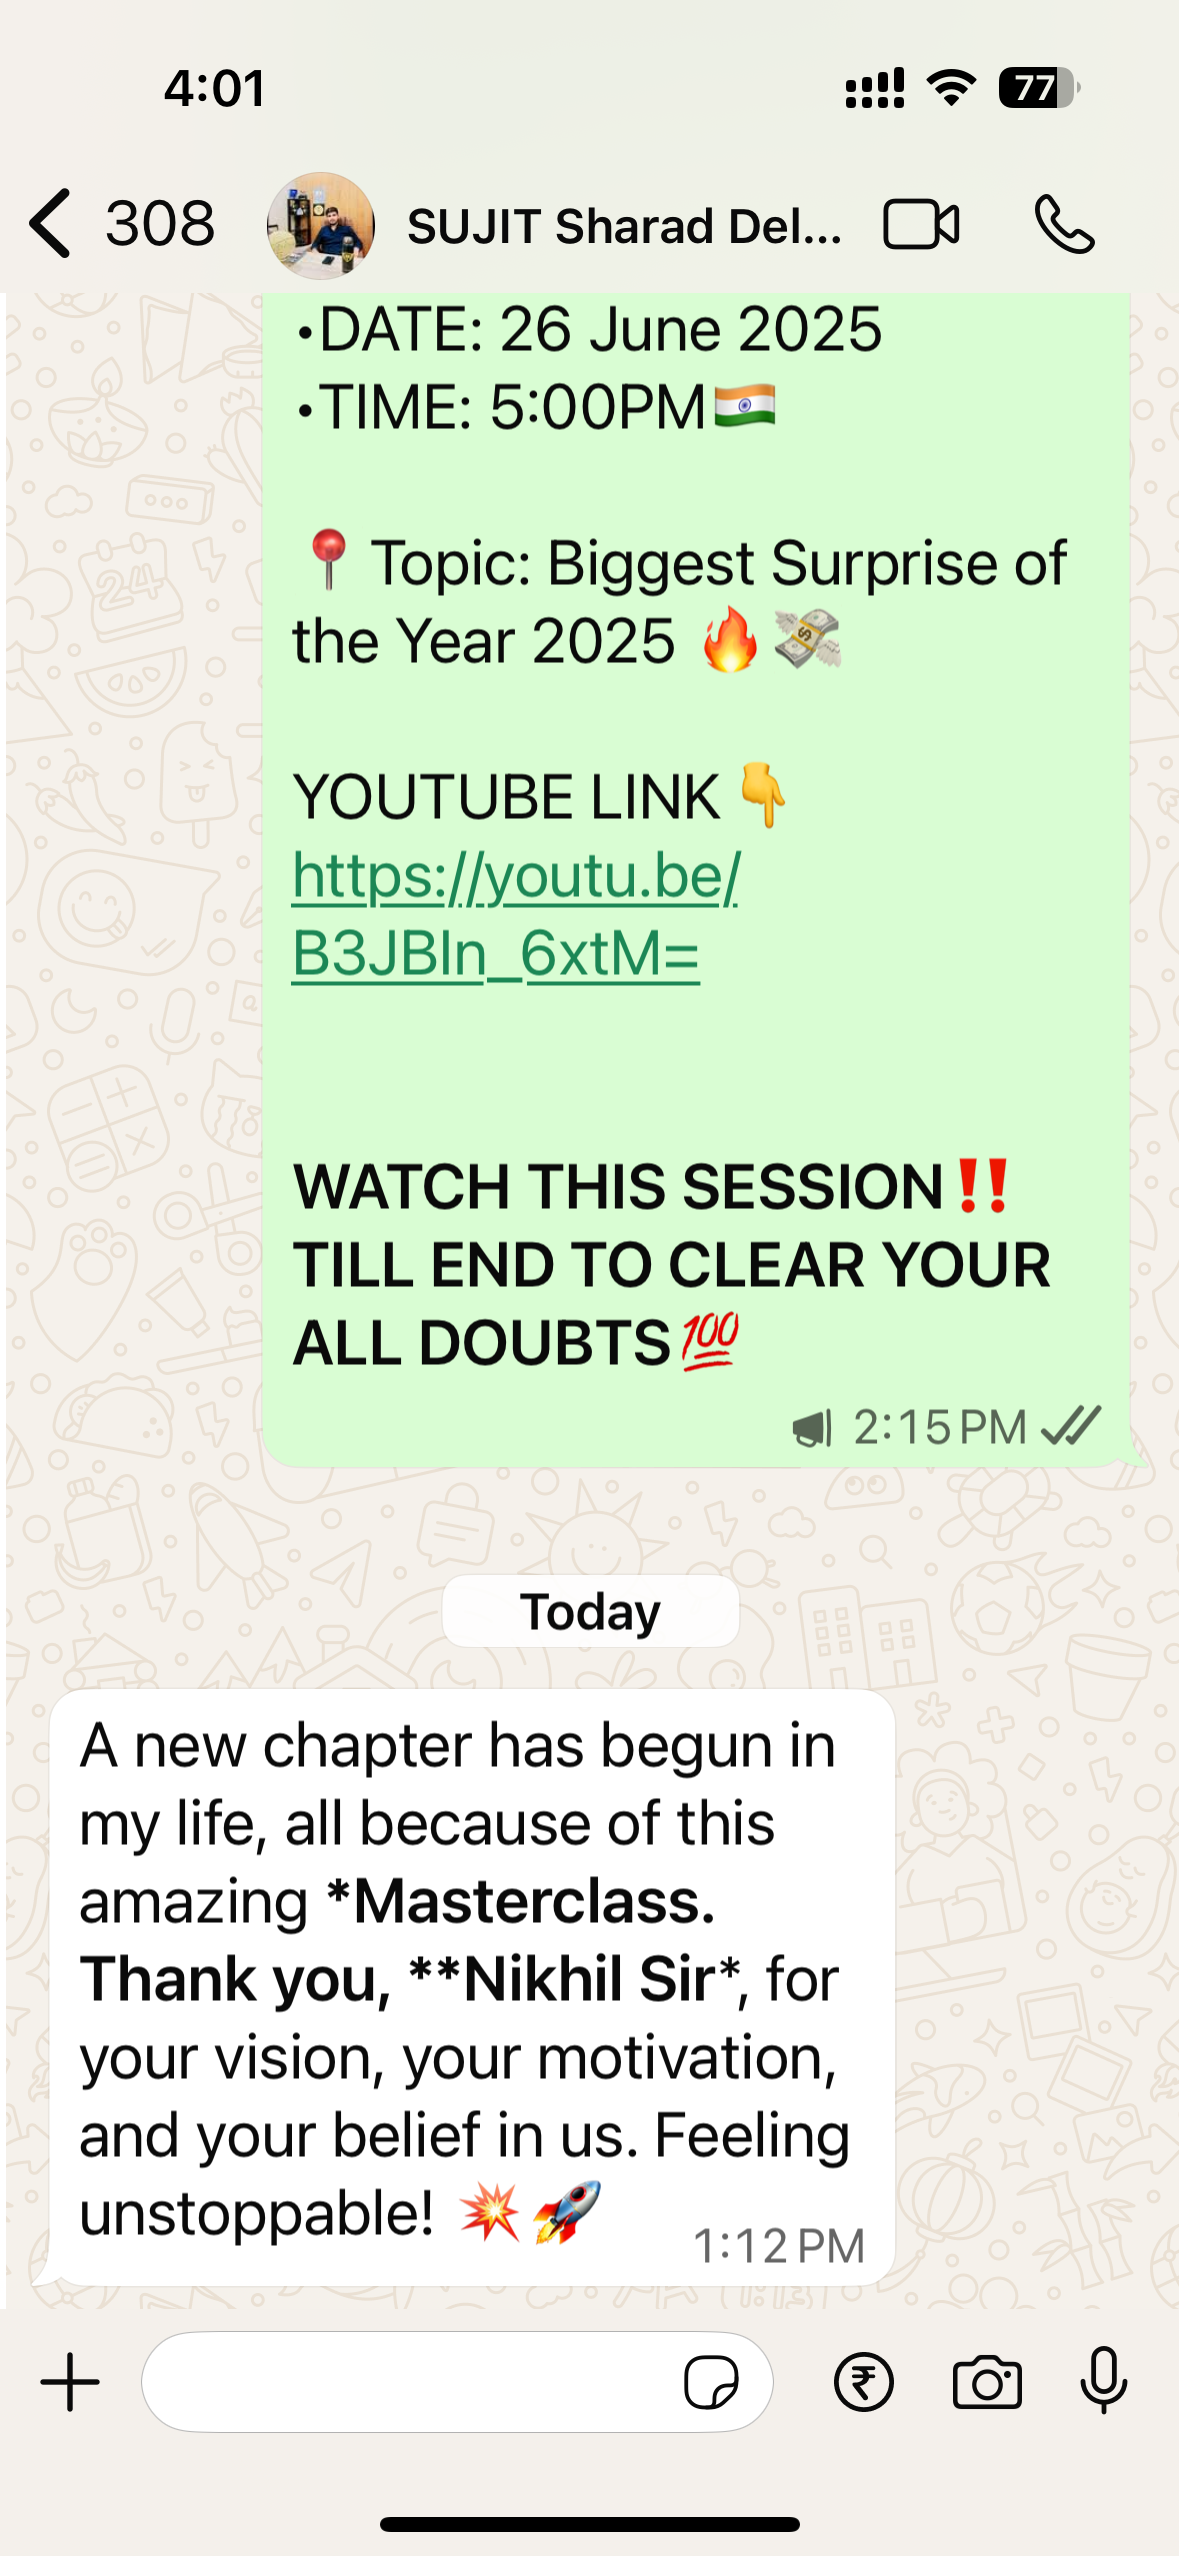 4:01
77
308
SUJIT Sharad Del...
•DATE: 26 June 2025
•TIME: 5:00PM🇮🇳
📍 Topic: Biggest Surprise of
the Year 2025 🔥💸
YOUTUBE LINK 👇
https://youtu.be/
B3JBIn_6xtM=
WATCH THIS SESSION‼️
TILL END TO CLEAR YOUR
ALL DOUBTS💯
2:15 PM
Today
A new chapter has begun in
my life, all because of this
amazing *Masterclass.
Thank you, **Nikhil Sir*, for
your vision, your motivation,
and your belief in us. Feeling
unstoppable! 💥🚀
1:12 PM